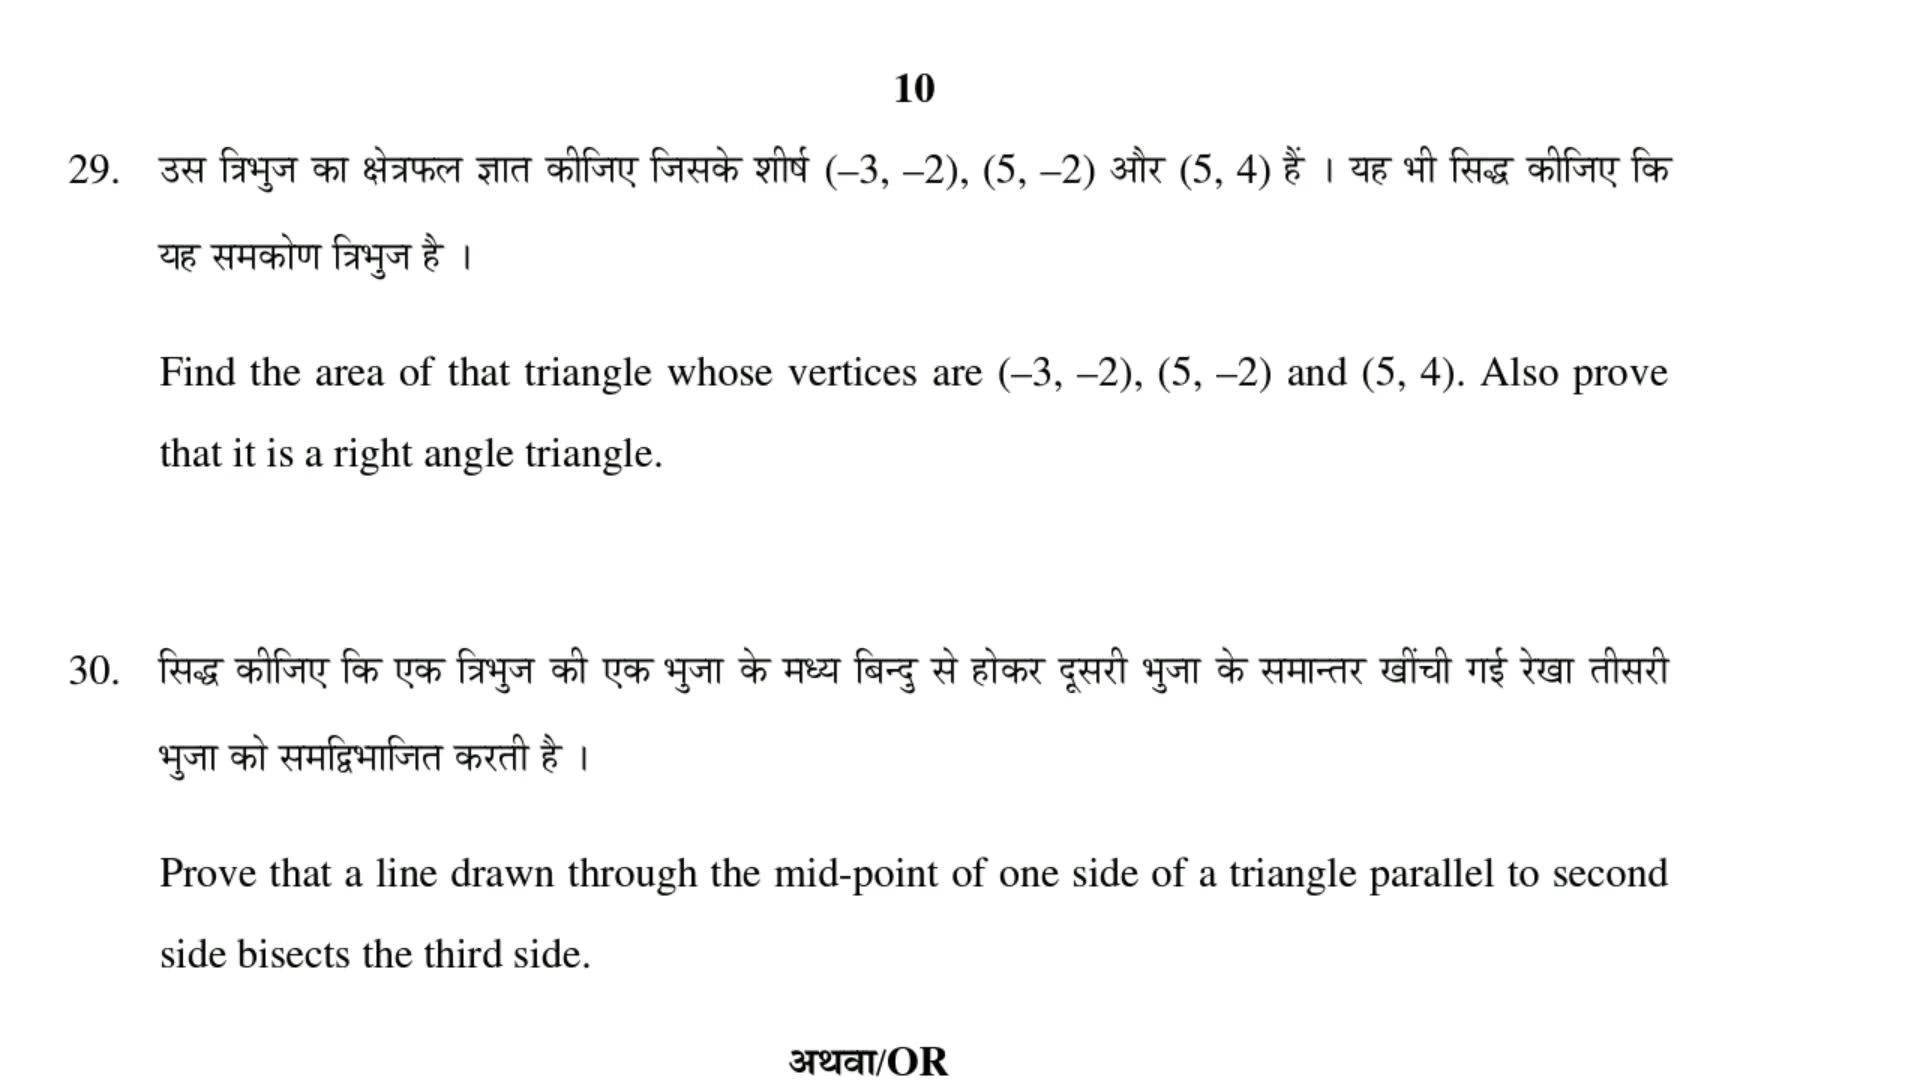 10
29. उस त्रिभुज का क्षेत्रफल ज्ञात कीजिए जिसके शीर्ष (–3, –2), (5, –2) और (5, 4) हैं । यह भी सिद्ध कीजिए कि
यह समकोण त्रिभुज है ।
Find the area of that triangle whose vertices are (–3, –2), (5, –2) and (5, 4). Also prove
that it is a right angle triangle.
30. सिद्ध कीजिए कि एक त्रिभुज की एक भुजा के मध्य बिन्दु से होकर दूसरी भुजा के समान्तर खींची गई रेखा तीसरी
भुजा को समद्विभाजित करती है ।
Prove that a line drawn through the mid-point of one side of a triangle parallel to second
side bisects the third side.
अथवा/OR